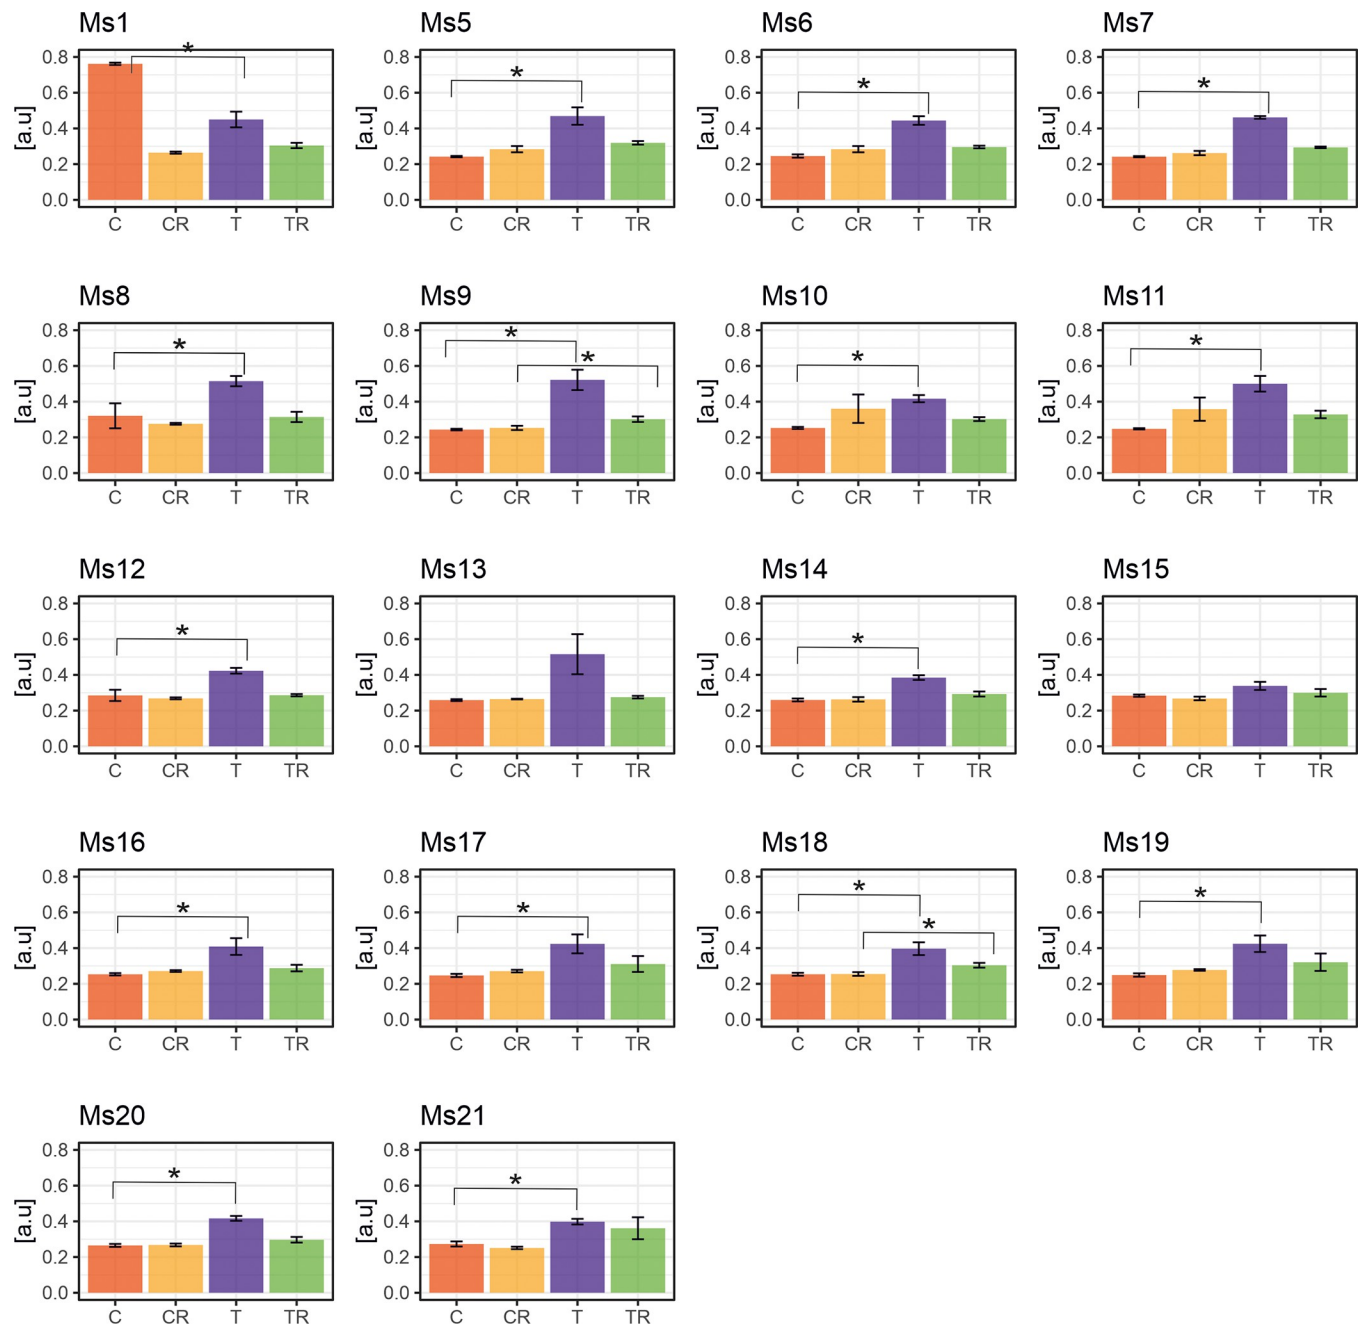 Ms1 Ms5 Ms6 Ms7
* * * *
0.8 0.8 0.8 0.8
0.6 0.6 0.6 0.6
[a.u] [a.u] [a.u] [a.u]
0.4 0.4 0.4 0.4
0.2 0.2 0.2 0.2
0.0 0.0 0.0 0.0
C CR T TR C CR T TR C CR T TR C CR T TR
Ms8 Ms9 Ms10 Ms11
0.8 0.8 0.8 0.8
* * * * *
0.6 0.6 0.6 0.6
[a.u] [a.u] [a.u] [a.u]
0.4 0.4 0.4 0.4
0.2 0.2 0.2 0.2
0.0 0.0 0.0 0.0
C CR T TR C CR T TR C CR T TR C CR T TR
Ms12 Ms13 Ms14 Ms15
0.8 0.8 0.8 0.8
* *
0.6 0.6 0.6 0.6
[a.u] [a.u] [a.u] [a.u]
0.4 0.4 0.4 0.4
0.2 0.2 0.2 0.2
0.0 0.0 0.0 0.0
C CR T TR C CR T TR C CR T TR C CR T TR
Ms16 Ms17 Ms18 Ms19
0.8 0.8 0.8 0.8
* * * * *
0.6 0.6 0.6 0.6
[a.u] [a.u] [a.u] [a.u]
0.4 0.4 0.4 0.4
0.2 0.2 0.2 0.2
0.0 0.0 0.0 0.0
C CR T TR C CR T TR C CR T TR C CR T TR
Ms20 Ms21
0.8 0.8
* *
0.6 0.6
[a.u] [a.u]
0.4 0.4
0.2 0.2
0.0 0.0
C CR T TR C CR T TR